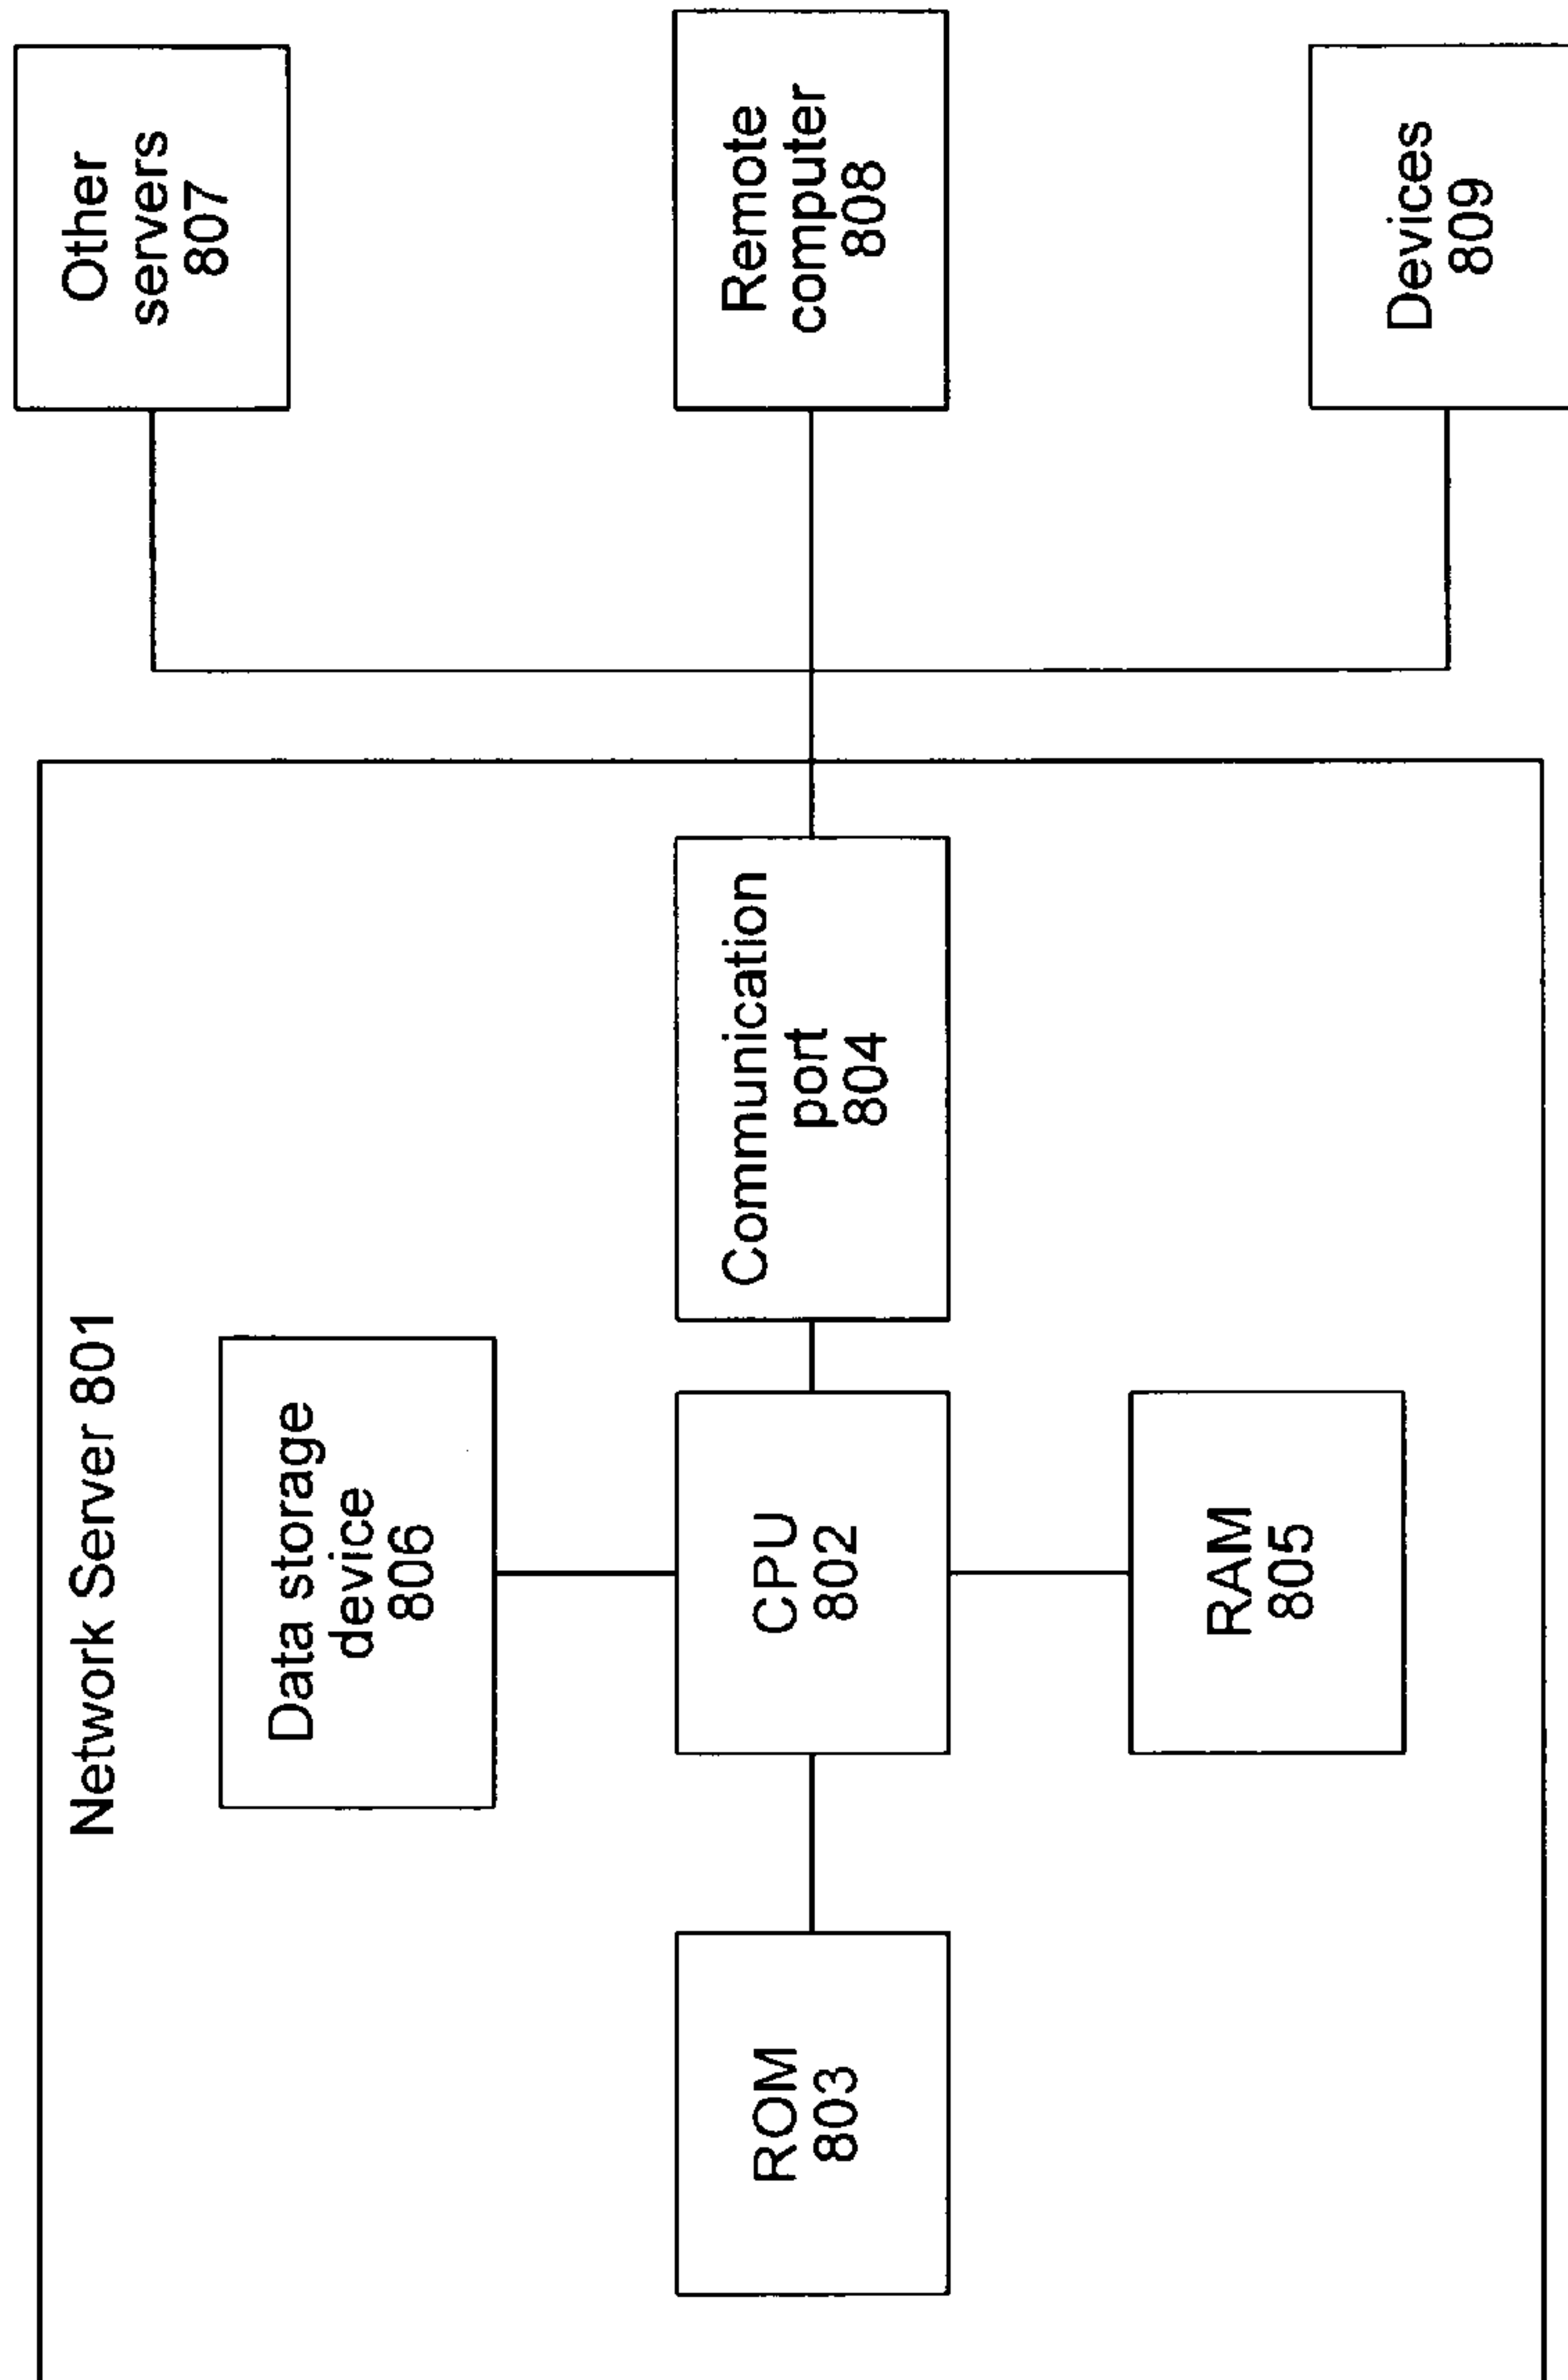 Network Server 801
Data storage
device
806
ROM
803
CPU
802
Communication
port
804
RAM
805
Other
servers
807
Remote
computer
808
Devices
809